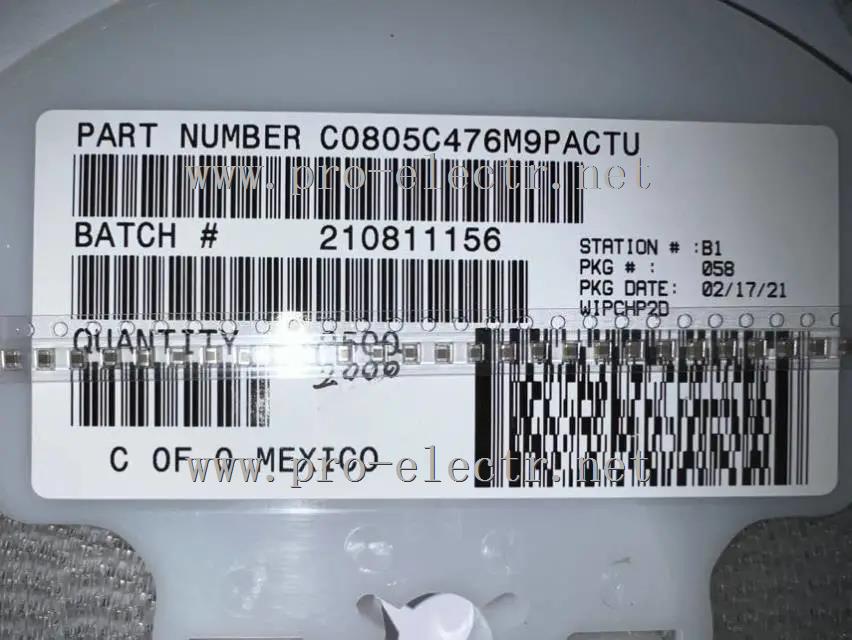 PART NUMBER C0805C476M9PACTU
www.pro-electr.net
BATCH # 210811156
STATION # :B1
PKG # : 058
PKG DATE: 02/17/21
WIPCHP2D
QUANTITY
2000
C OF O MEXICO
www.pro-electr.net